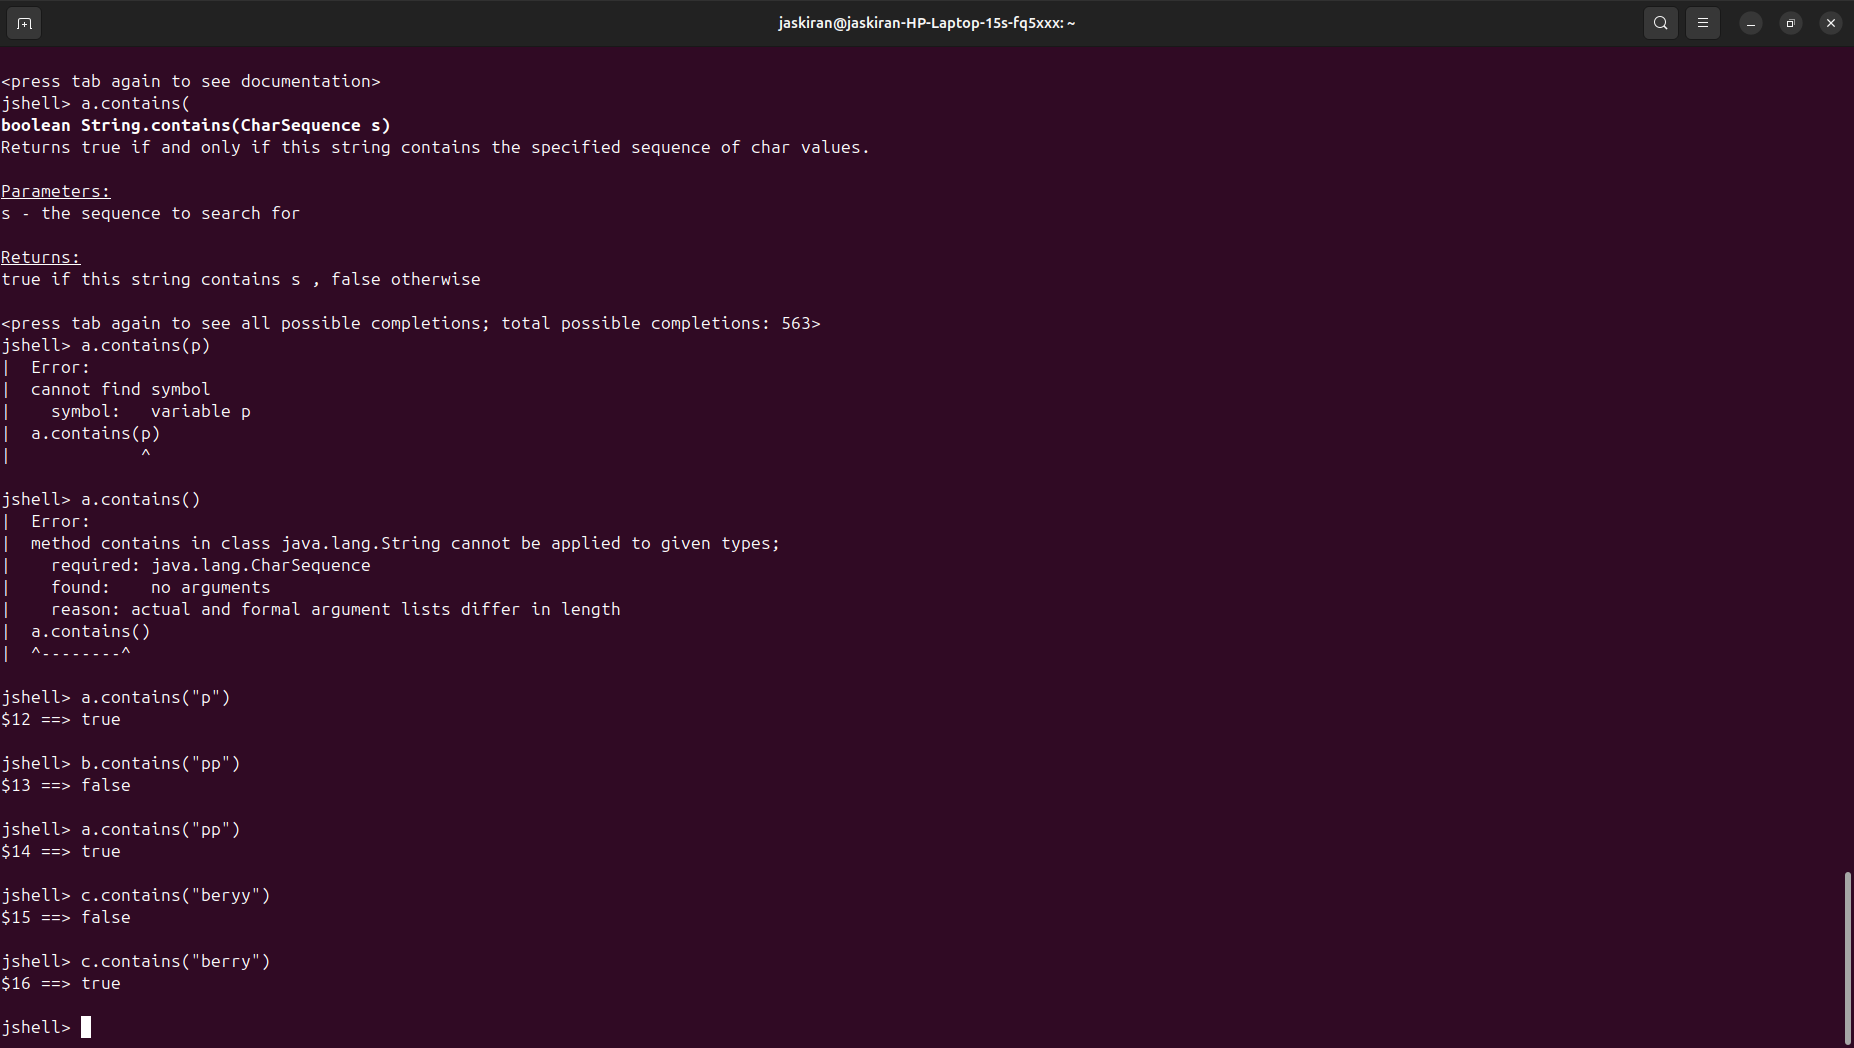 jaskiran@jaskiran-HP-Laptop-15s-fq5xxx: ~
<press tab again to see documentation>
jshell> a.contains(
boolean String.contains(CharSequence s)
Returns true if and only if this string contains the specified sequence of char values.
Parameters:
s - the sequence to search for
Returns:
true if this string contains s , false otherwise
<press tab again to see all possible completions; total possible completions: 563>
jshell> a.contains(p)
|  Error:
|  cannot find symbol
|    symbol:   variable p
|  a.contains(p)
|             ^
jshell> a.contains()
|  Error:
|  method contains in class java.lang.String cannot be applied to given types;
|    required: java.lang.CharSequence
|    found:    no arguments
|    reason: actual and formal argument lists differ in length
|  a.contains()
|  ^--------^
jshell> a.contains("p")
$12 ==> true
jshell> b.contains("pp")
$13 ==> false
jshell> a.contains("pp")
$14 ==> true
jshell> c.contains("beryy")
$15 ==> false
jshell> c.contains("berry")
$16 ==> true
jshell>